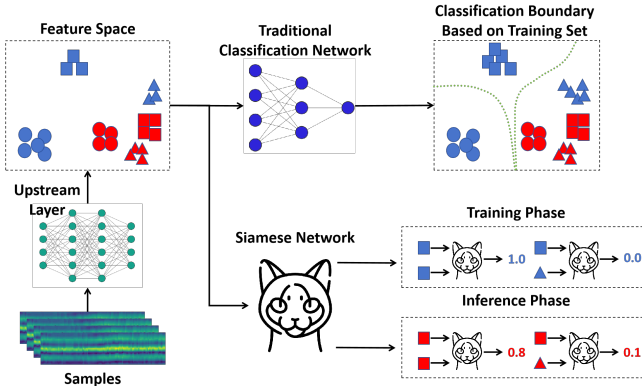 Feature Space
Traditional
Classification Network
Classification Boundary
Based on Training Set
Upstream
Layer
Samples
Siamese Network
Training Phase
1.0
0.0
Inference Phase
0.8
0.1